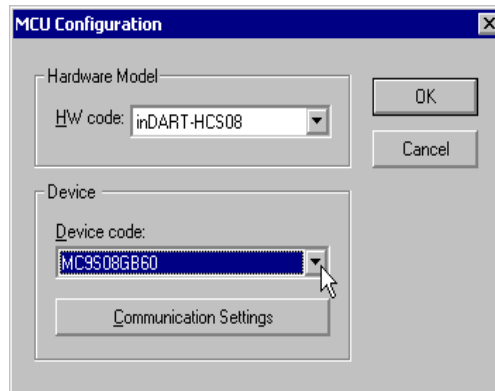 MCU Configuration
Hardware Model
HW code: inDART-HCS08
OK
Cancel
Device
Device code:
MC9S08GB60
Communication Settings